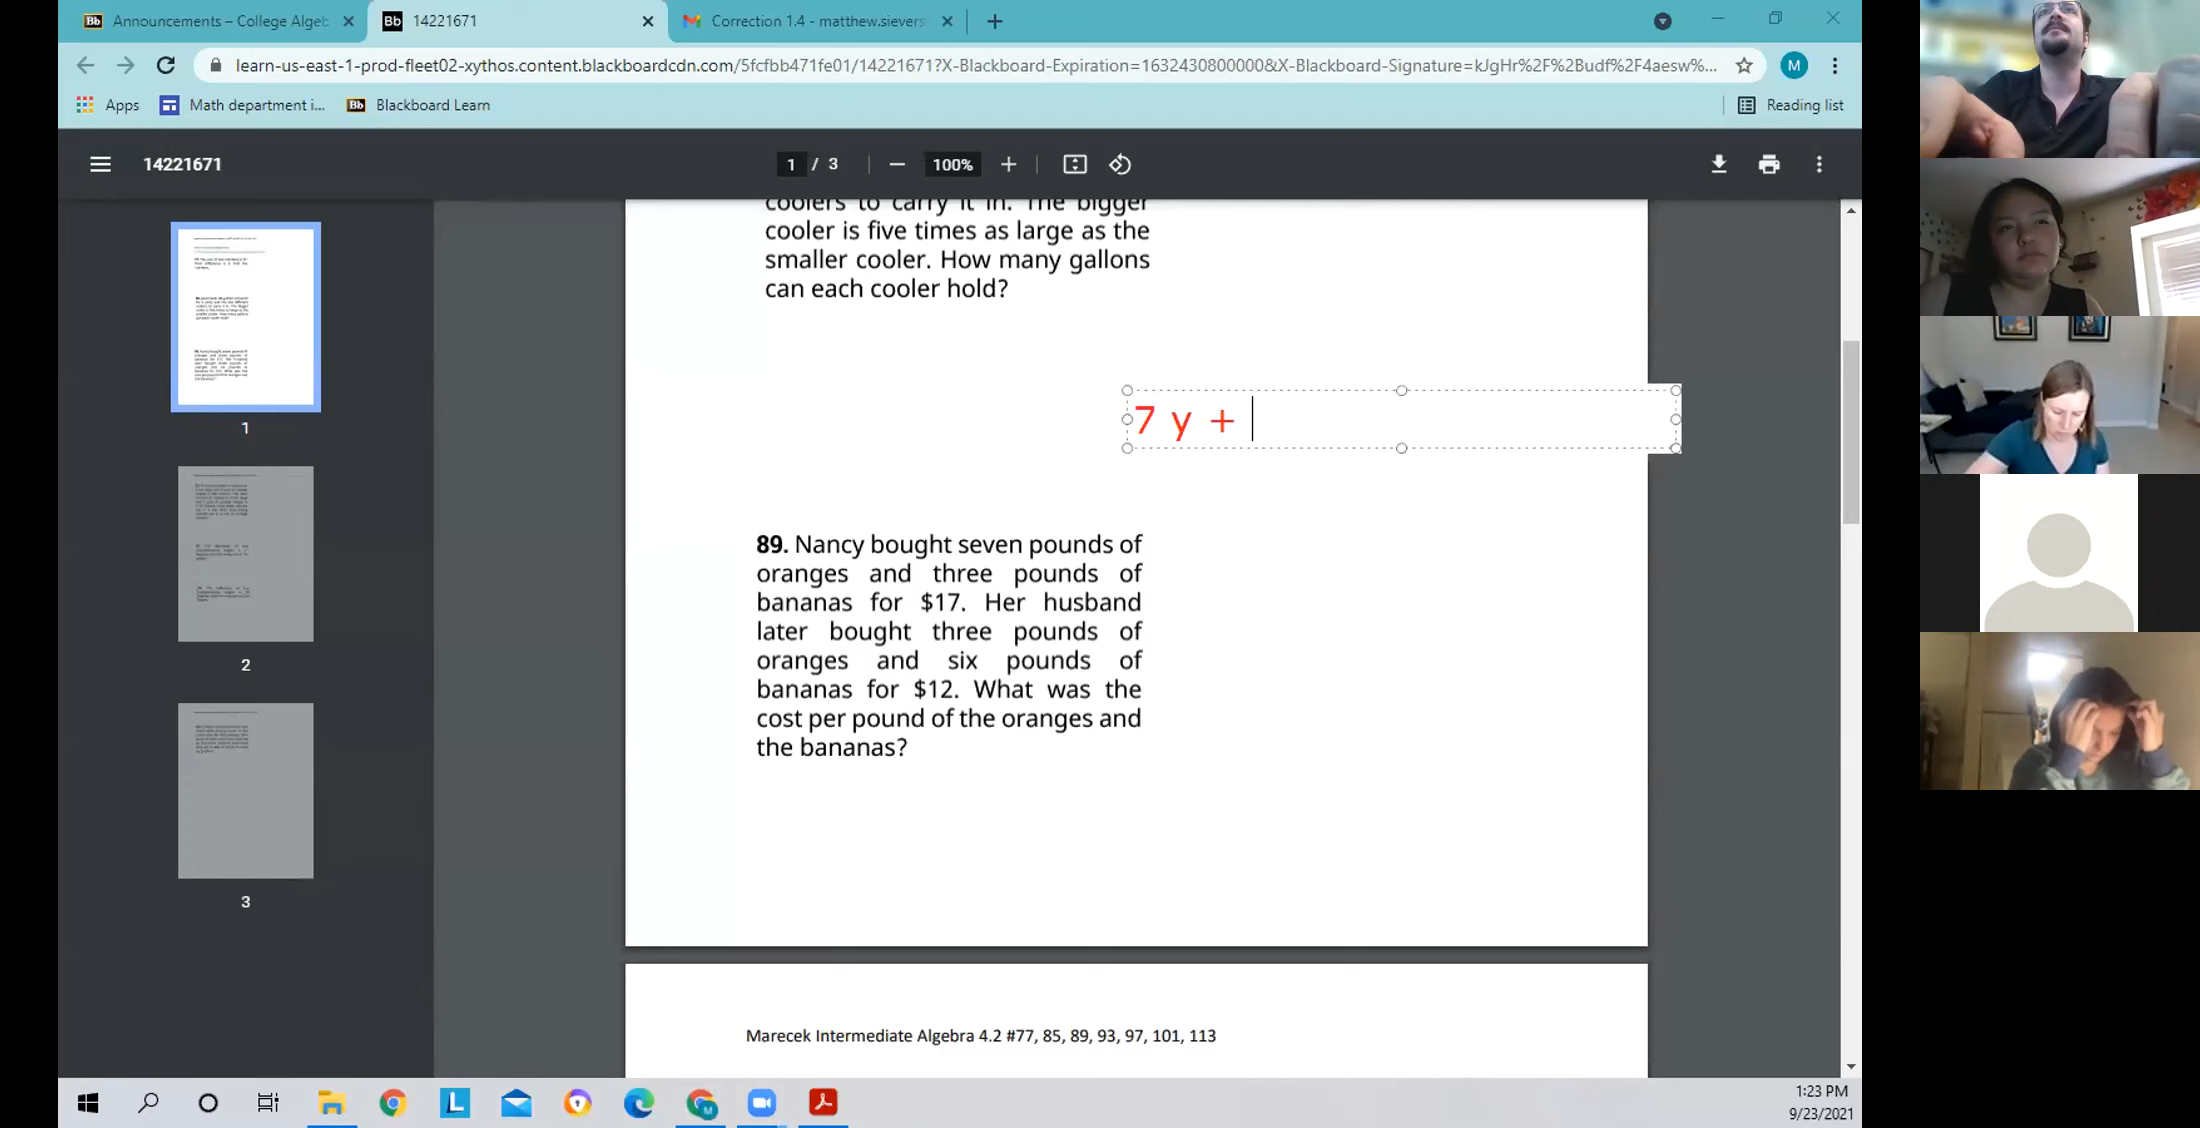 Announcements – College Algeb
14221671
Correction 1.4 - matthew.sievers
learn-us-east-1-prod-fleet02-xythos.content.blackboardcdn.com/5fcfbb471fe01/14221671?X-Blackboard-Expiration=1632430800000&X-Blackboard-Signature=kJgHr%2F%2Budf%2F4aesw%...
M
Apps
Math department i...
Bb
Blackboard Learn
Reading list
14221671
1 / 3
100%
coolers to carry it in. The bigger
cooler is five times as large as the
smaller cooler. How many gallons
can each cooler hold?
7 y +
89. Nancy bought seven pounds of
oranges and three pounds of
bananas for $17. Her husband
later bought three pounds of
oranges and six pounds of
bananas for $12. What was the
cost per pound of the oranges and
the bananas?
1
2
3
Marecek Intermediate Algebra 4.2 #77, 85, 89, 93, 97, 101, 113
1:23 PM
9/23/2021